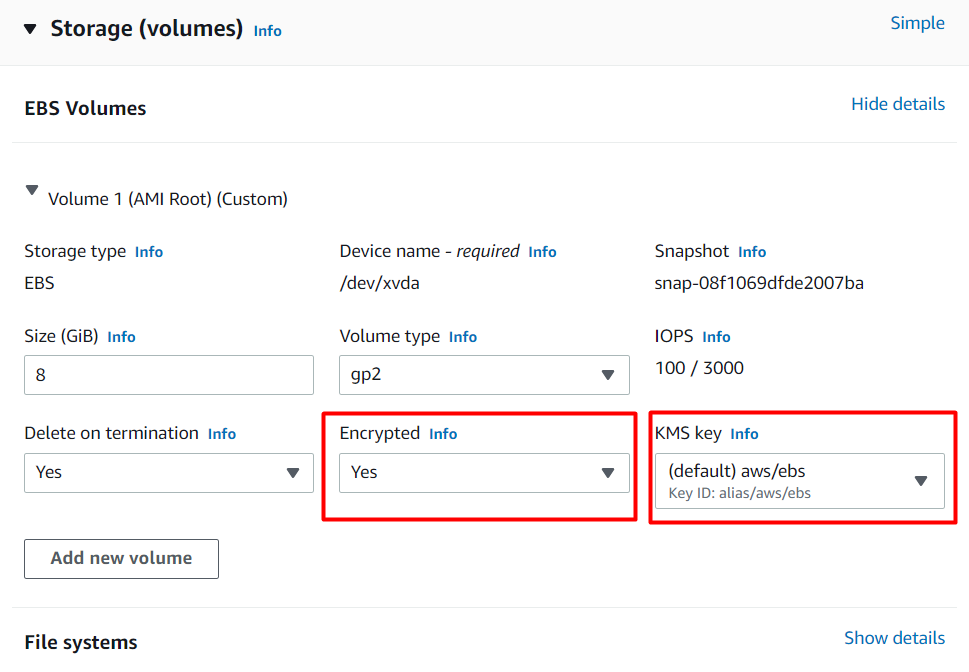 Storage (volumes) Info
Simple
EBS Volumes
Hide details
Volume 1 (AMI Root) (Custom)
Storage type Info
Device name - required Info
Snapshot Info
EBS
/dev/xvda
snap-08f1069dfde2007ba
Size (GiB) Info
Volume type Info
IOPS Info
8
gp2
100 / 3000
Delete on termination Info
Encrypted Info
KMS key Info
Yes
Yes
(default) aws/ebs
Key ID: alias/aws/ebs
Add new volume
File systems
Show details